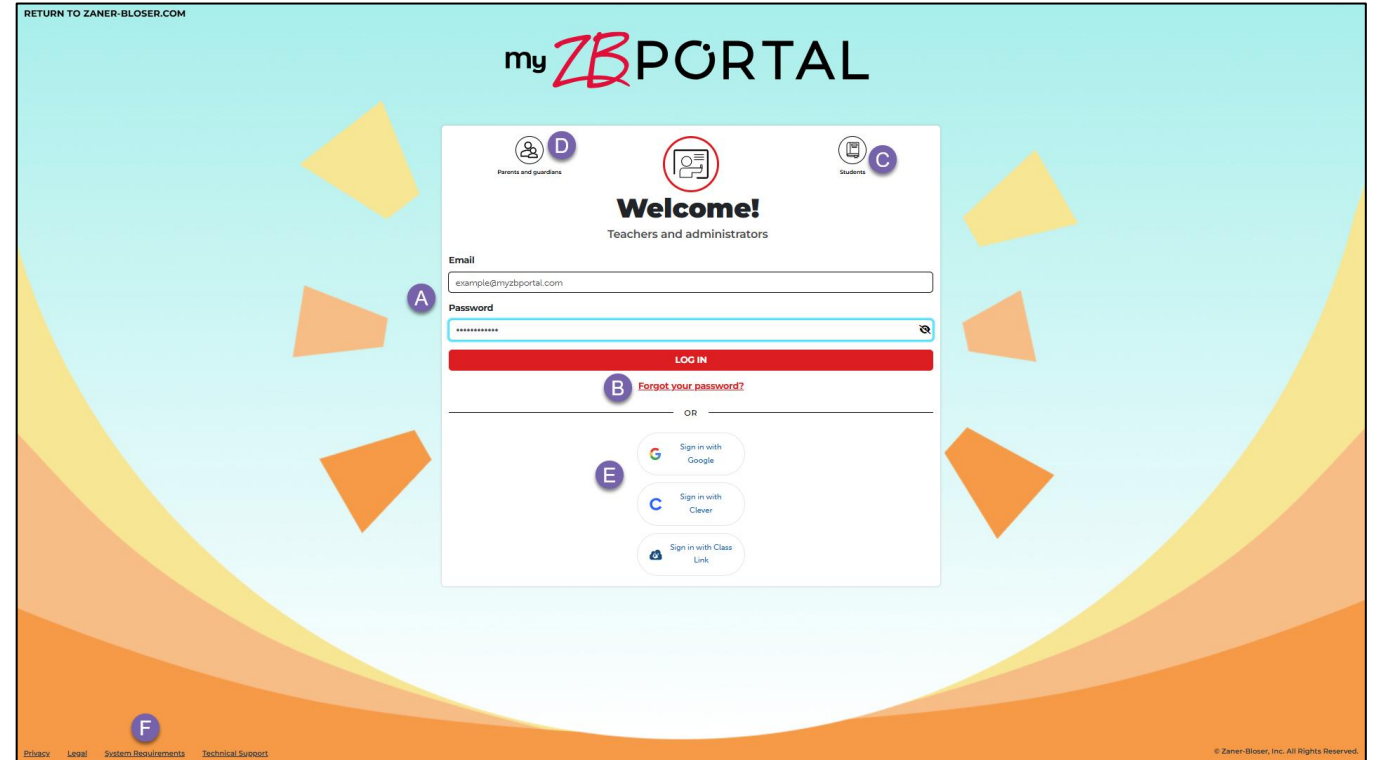 RETURN TO ZANER-BLOSER.COM
my ZB PORTAL
D
C
Parents and guardians
Students
Welcome!
Teachers and administrators
Email
example@myzbportal.com
A
Password
••••••••••••
LOG IN
B
Forgot your password?
OR
G
Sign in with
Google
E
C
Sign in with
Clever
Sign in with Class
Link
F
Privacy Legal System Requirements Technical Support
© Zaner-Bloser, Inc. All Rights Reserved.